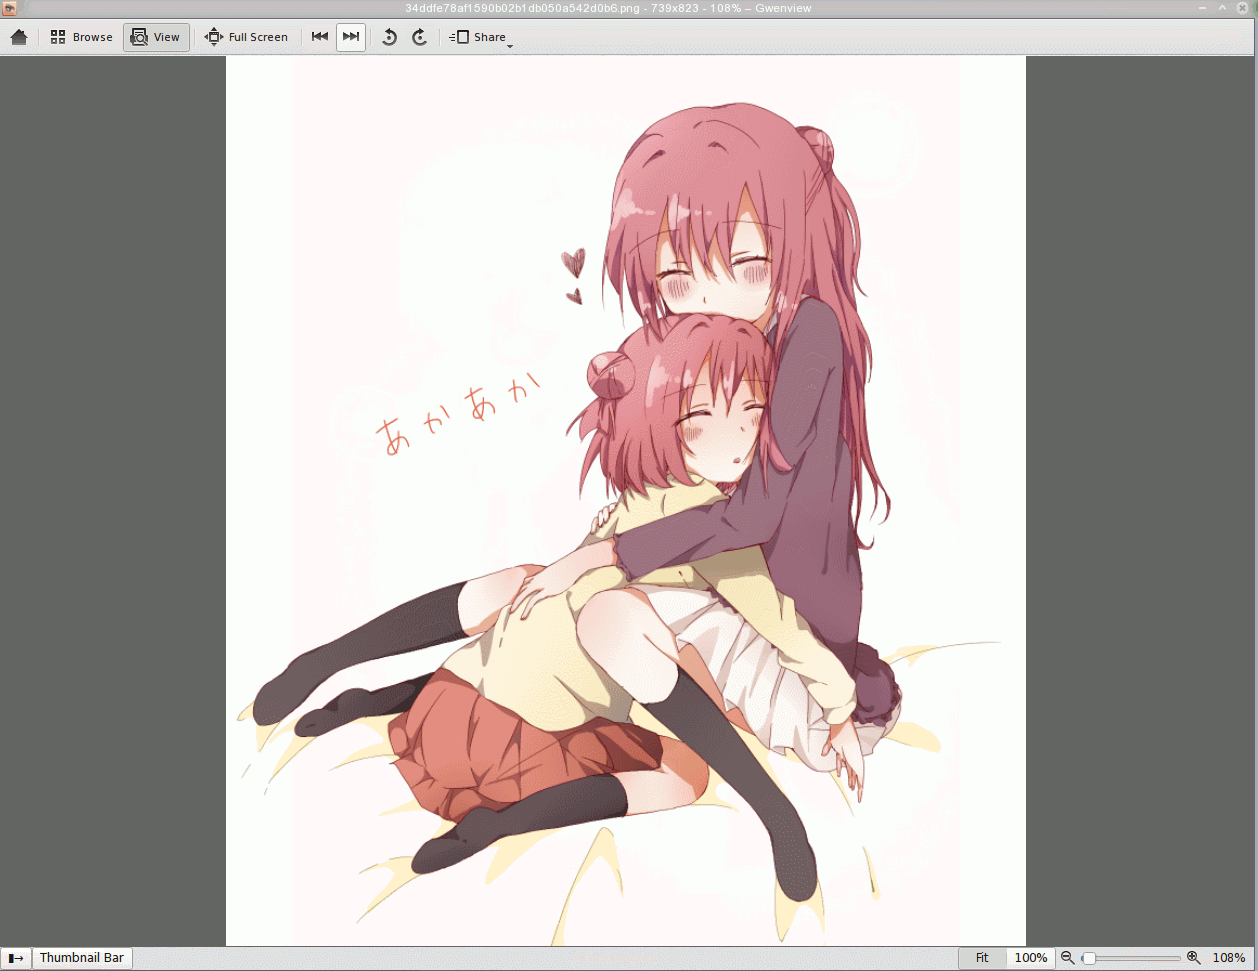 34ddfe78af1590b02b1db050a542d0b6.png - 739x823 - 108% – Gwenview
Browse View Full Screen Share
あかあか
Thumbnail Bar Fit 100% 108%